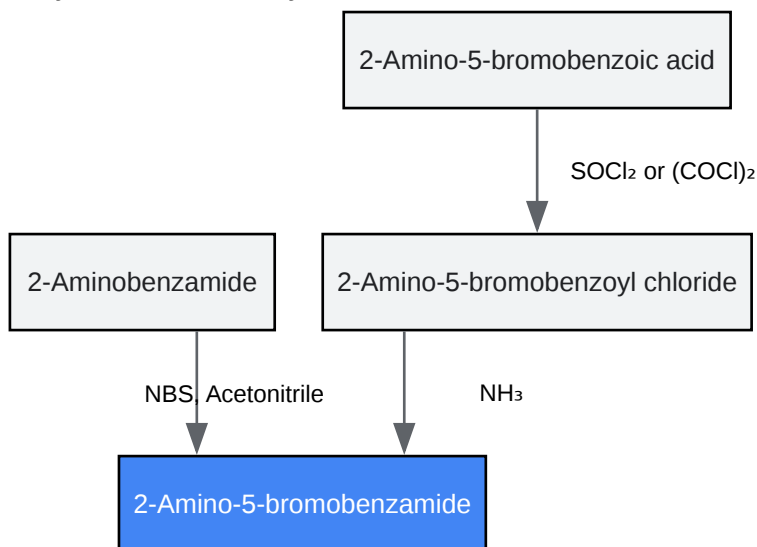 2-Amino-5-bromobenzoic acid
SOCl₂ or (COCl)₂
2-Aminobenzamide
2-Amino-5-bromobenzoyl chloride
NBS, Acetonitrile
NH₃
2-Amino-5-bromobenzamide